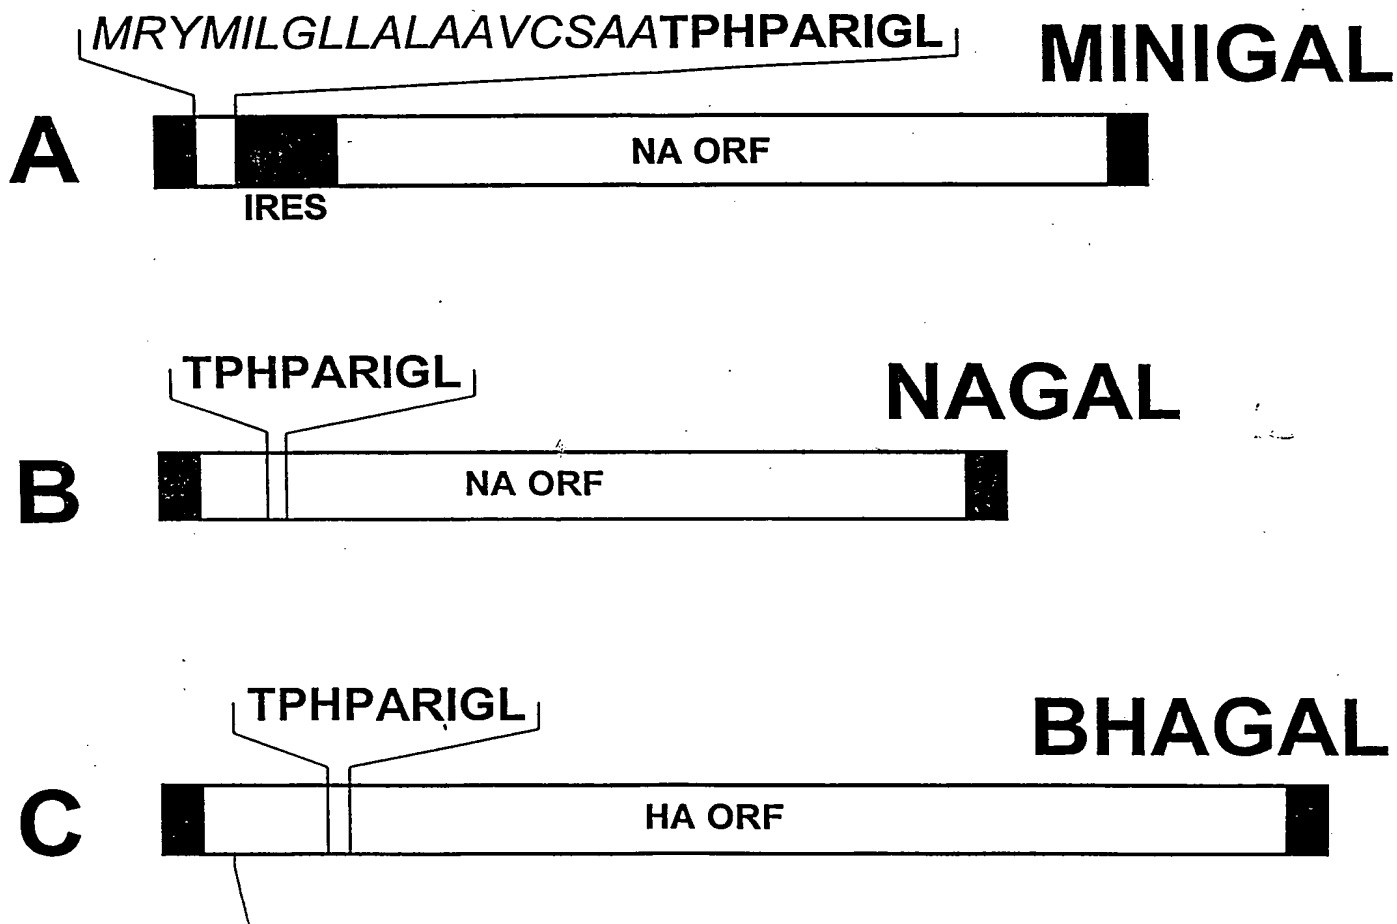 MRYMILGLLALAAVCSAATPHPARIGL
MINIGAL
A
NA ORF
IRES
TPHPARIGL
NAGAL
B
NA ORF
TPHPARIGL
BHAGAL
C
HA ORF